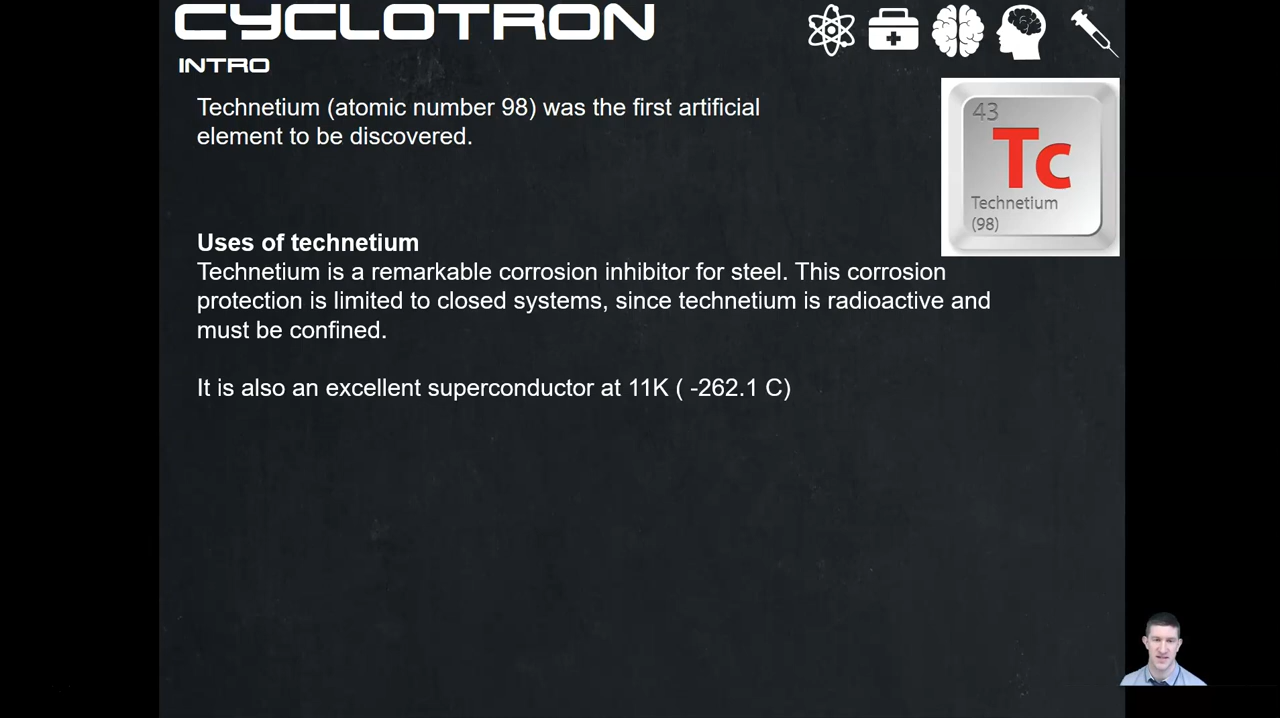 CYCLOTRON
INTRO
Technetium (atomic number 98) was the first artificial
element to be discovered.
43
Tc
Technetium
(98)
Uses of technetium
Technetium is a remarkable corrosion inhibitor for steel. This corrosion
protection is limited to closed systems, since technetium is radioactive and
must be confined.
It is also an excellent superconductor at 11K ( -262.1 C)